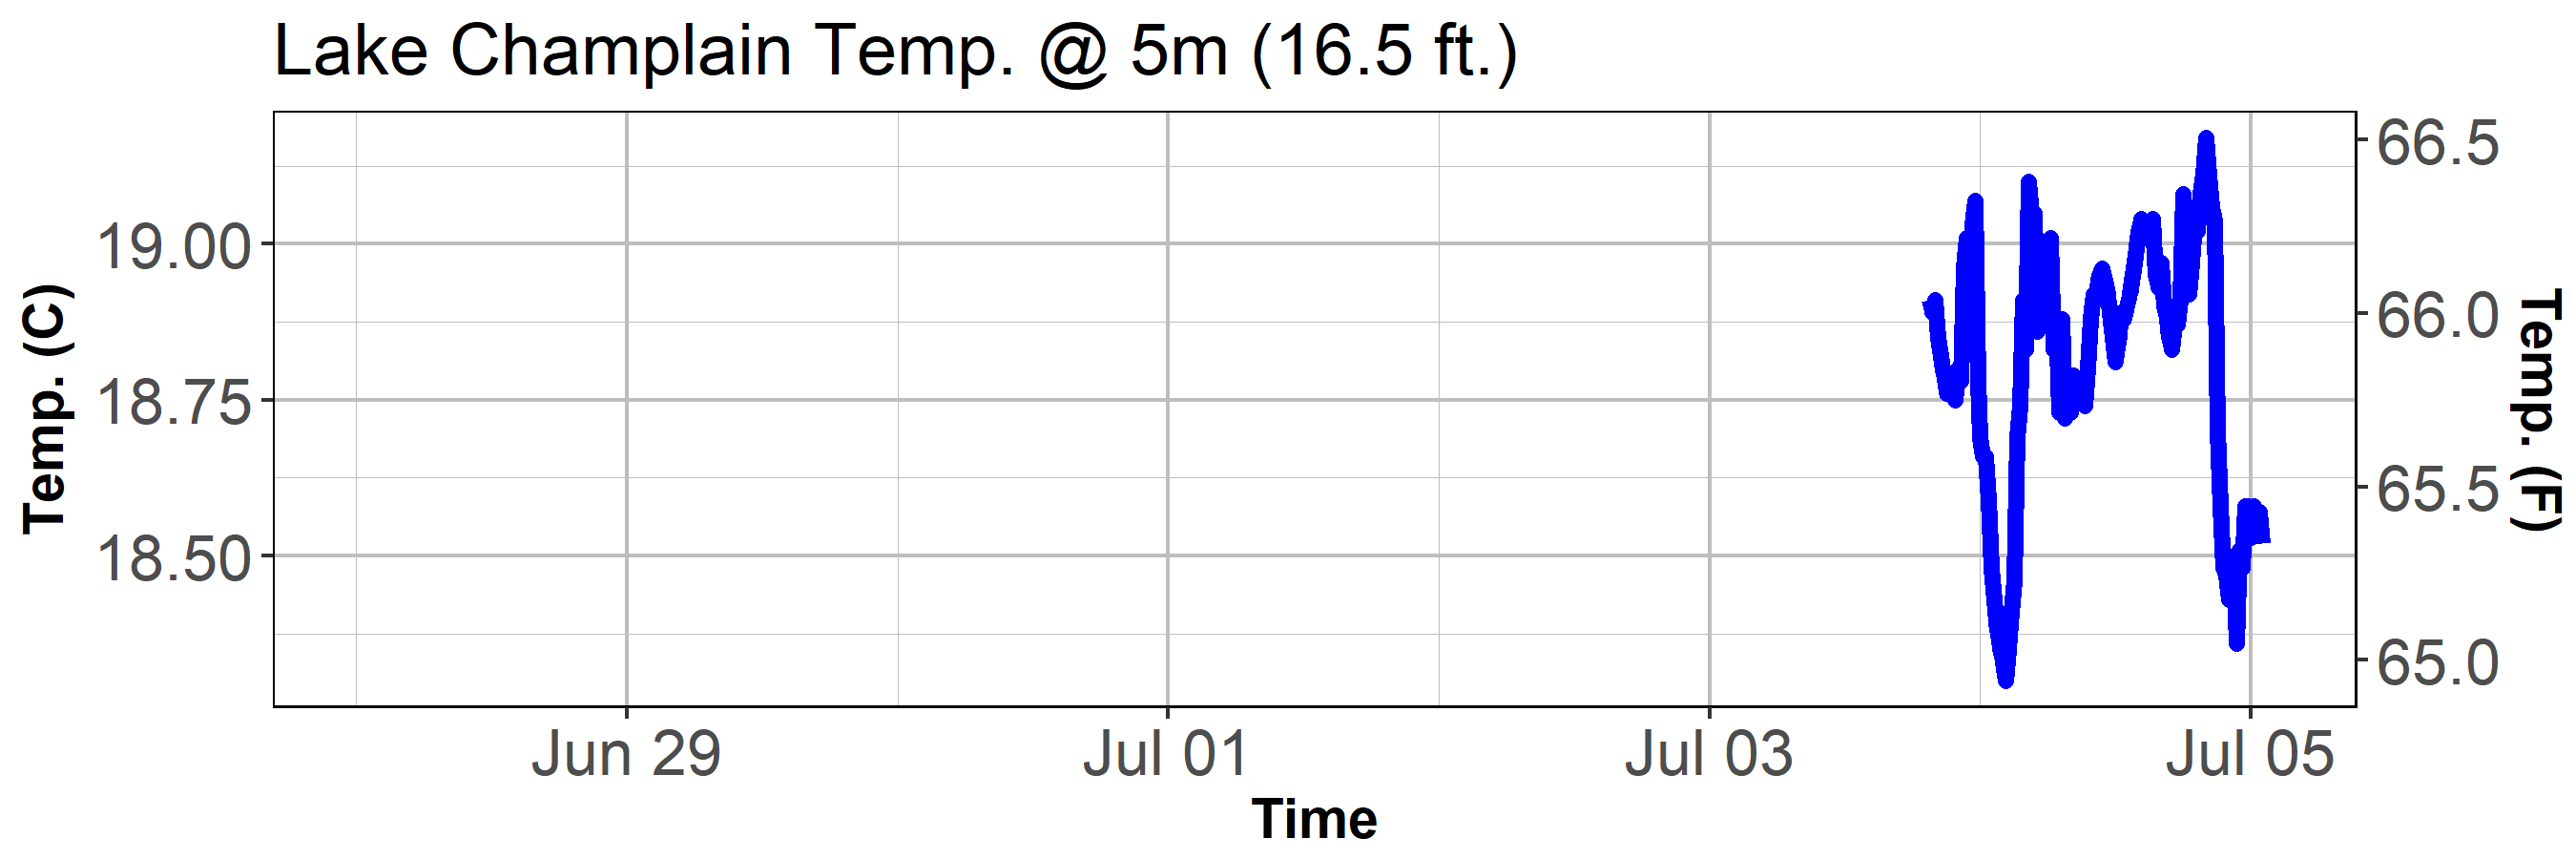 Lake Champlain Temp. @ 5m (16.5 ft.)
Temp. (C)
19.00
18.75
18.50
66.5
66.0
65.5
65.0
Temp. (F)
Jun 29
Jul 01
Jul 03
Jul 05
Time